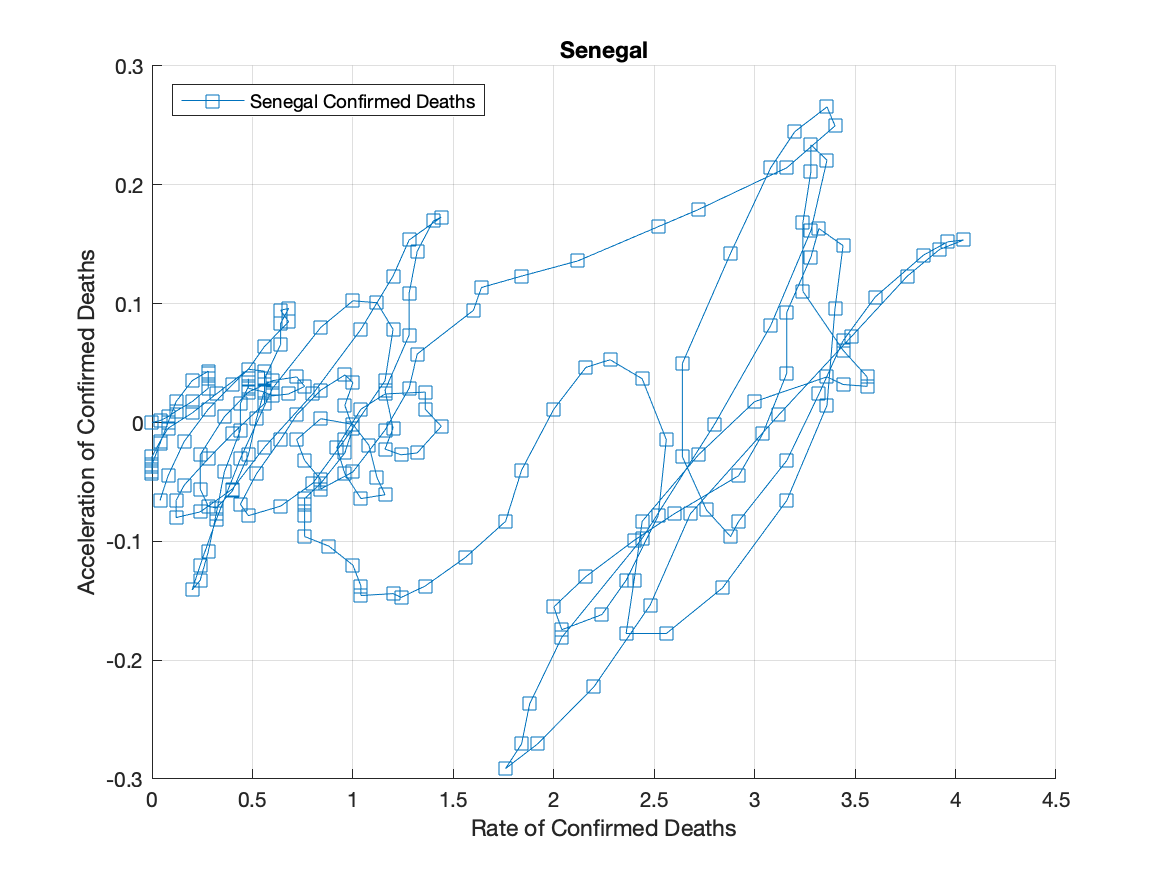 Senegal
Senegal Confirmed Deaths
0.3
0.2
0.1
0
-0.1
-0.2
-0.3
Acceleration of Confirmed Deaths
0 0.5 1 1.5 2 2.5 3 3.5 4 4.5
Rate of Confirmed Deaths